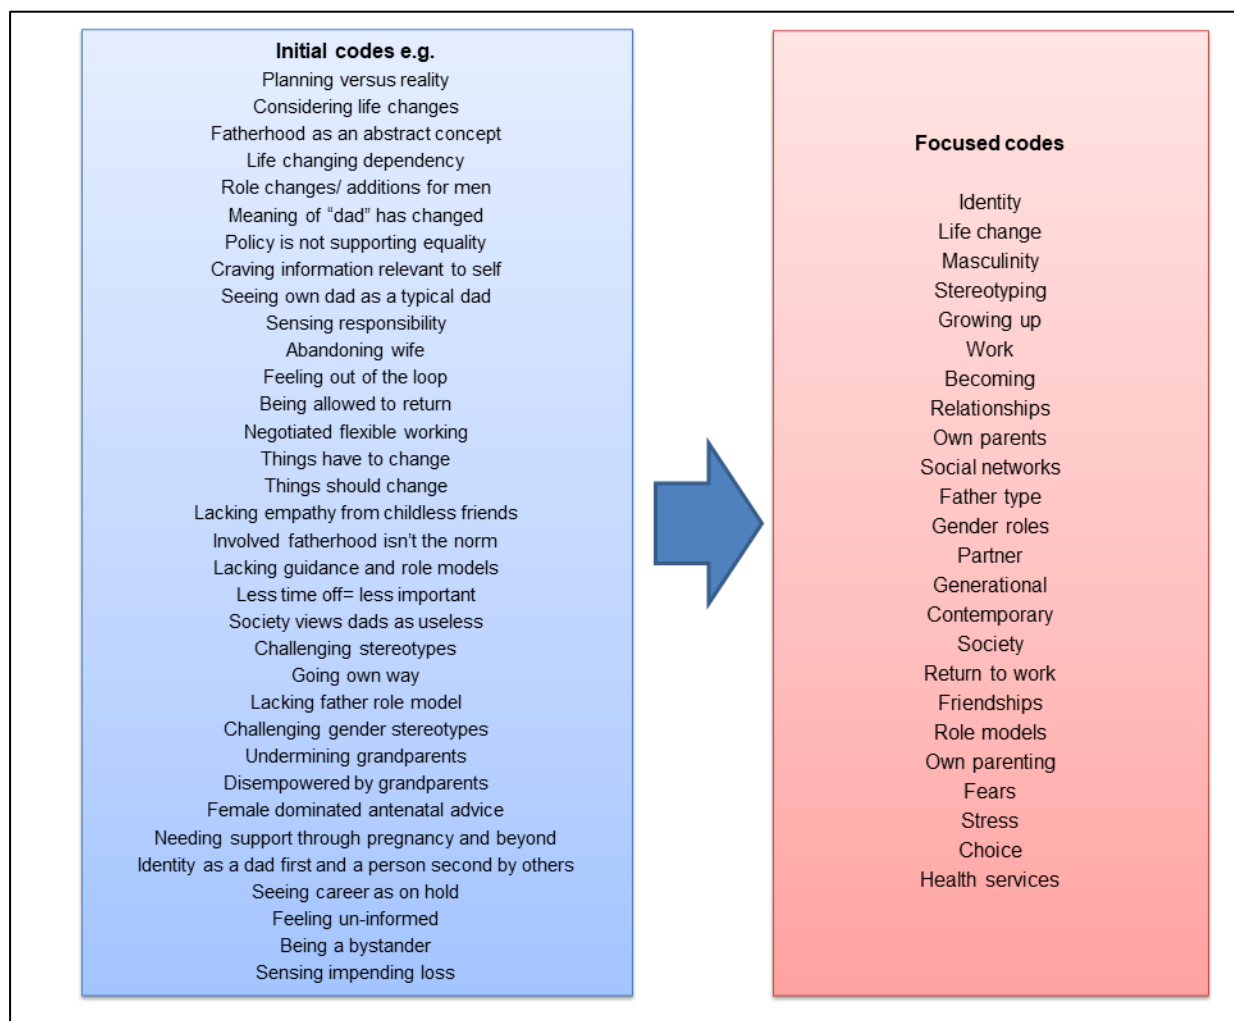 Initial codes e.g.
Planning versus reality
Considering life changes
Fatherhood as an abstract concept
Life changing dependency
Role changes/ additions for men
Meaning of “dad” has changed
Policy is not supporting equality
Craving information relevant to self
Seeing own dad as a typical dad
Sensing responsibility
Abandoning wife
Feeling out of the loop
Being allowed to return
Negotiated flexible working
Things have to change
Things should change
Lacking empathy from childless friends
Involved fatherhood isn’t the norm
Lacking guidance and role models
Less time off= less important
Society views dads as useless
Challenging stereotypes
Going own way
Lacking father role model
Challenging gender stereotypes
Undermining grandparents
Disempowered by grandparents
Female dominated antenatal advice
Needing support through pregnancy and beyond
Identity as a dad first and a person second by others
Seeing career as on hold
Feeling un-informed
Being a bystander
Sensing impending loss
Focused codes
Identity
Life change
Masculinity
Stereotyping
Growing up
Work
Becoming
Relationships
Own parents
Social networks
Father type
Gender roles
Partner
Generational
Contemporary
Society
Return to work
Friendships
Role models
Own parenting
Fears
Stress
Choice
Health services